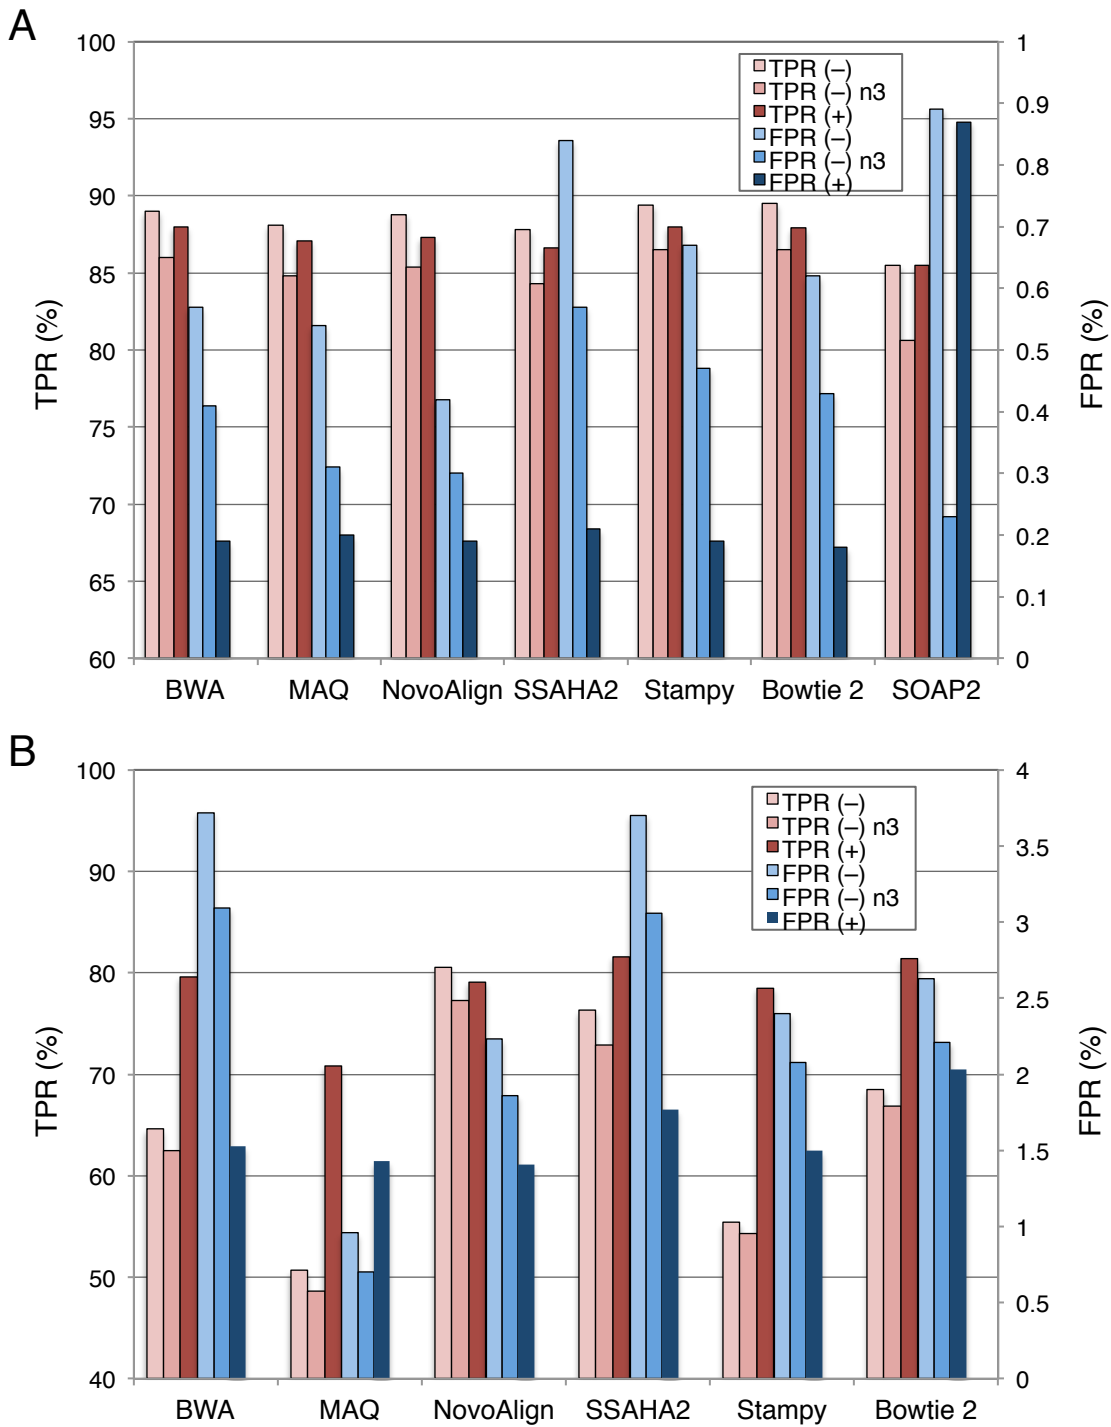 A
100
95
90
85
80
75
70
65
60
TPR (%)
1
0.9
0.8
0.7
0.6
0.5
0.4
0.3
0.2
0.1
0
FPR (%)
TPR (–)
TPR (–) n3
TPR (+)
FPR (–)
FPR (–) n3
FPR (+)
BWA MAQ NovoAlign SSAHA2 Stampy Bowtie 2 SOAP2
B
100
90
80
70
60
50
40
TPR (%)
4
3.5
3
2.5
2
1.5
1
0.5
0
FPR (%)
TPR (–)
TPR (–) n3
TPR (+)
FPR (–)
FPR (–) n3
FPR (+)
BWA MAQ NovoAlign SSAHA2 Stampy Bowtie 2